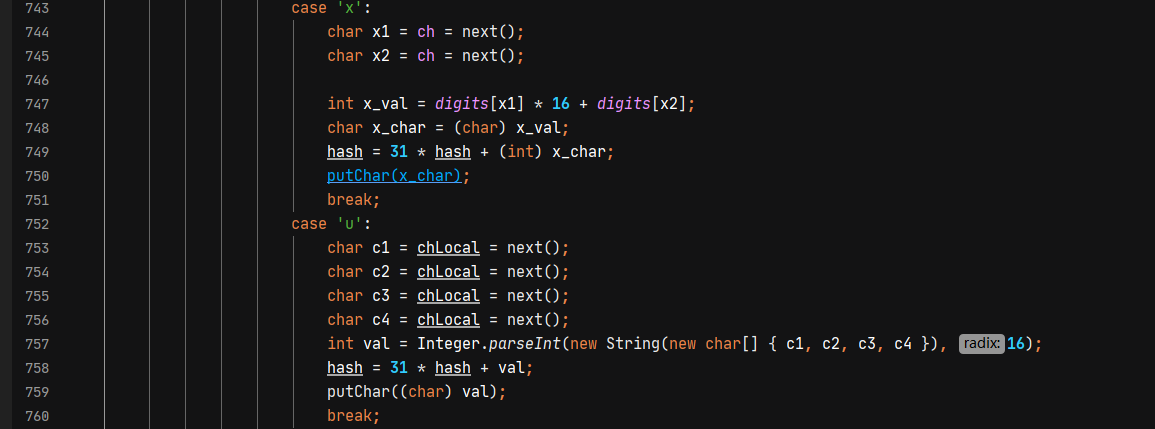 743 case 'x':
744 char x1 = ch = next();
745 char x2 = ch = next();
746
747 int x_val = digits[x1] * 16 + digits[x2];
748 char x_char = (char) x_val;
749 hash = 31 * hash + (int) x_char;
750 putChar(x_char);
751 break;
752 case 'u':
753 char c1 = chLocal = next();
754 char c2 = chLocal = next();
755 char c3 = chLocal = next();
756 char c4 = chLocal = next();
757 int val = Integer.parseInt(new String(new char[] { c1, c2, c3, c4 }), radix: 16);
758 hash = 31 * hash + val;
759 putChar((char) val);
760 break;